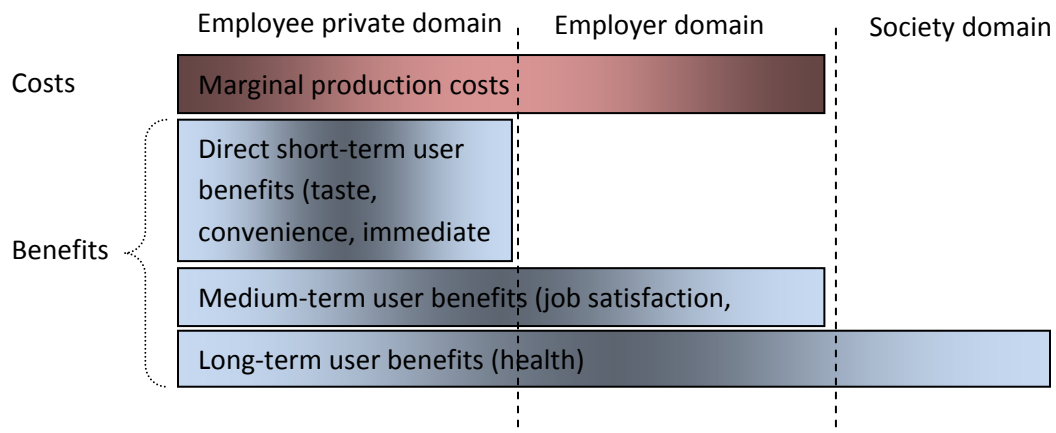 Employee private domain
Employer domain
Society domain
Costs
Marginal production costs
Benefits
Direct short-term user
benefits (taste,
convenience, immediate
Medium-term user benefits (job satisfaction,
Long-term user benefits (health)